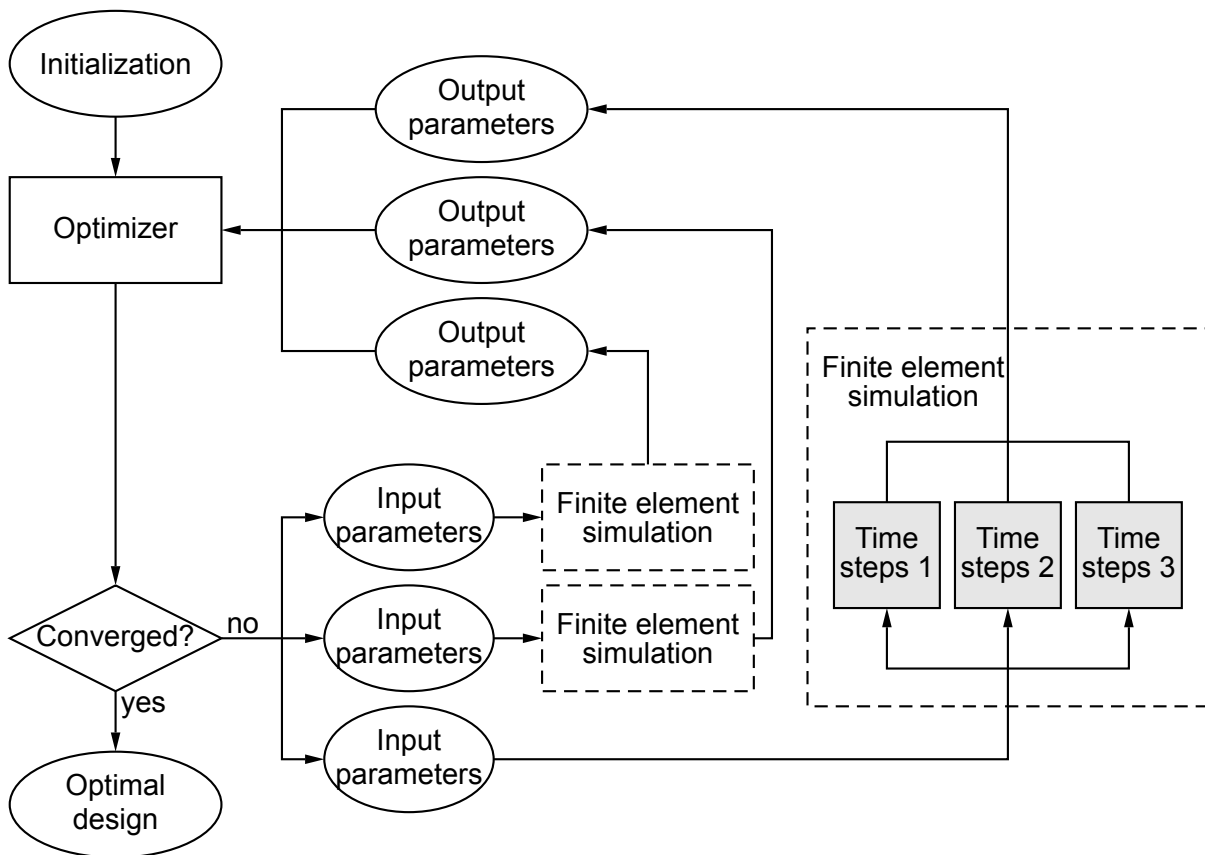 Initialization
Output
parameters
Optimizer
Output
parameters
Output
parameters
Finite element
simulation
Input
parameters
Finite element
simulation
Time
steps 1
Time
steps 2
Time
steps 3
Converged?
no
Input
parameters
Finite element
simulation
yes
Input
parameters
Optimal
design